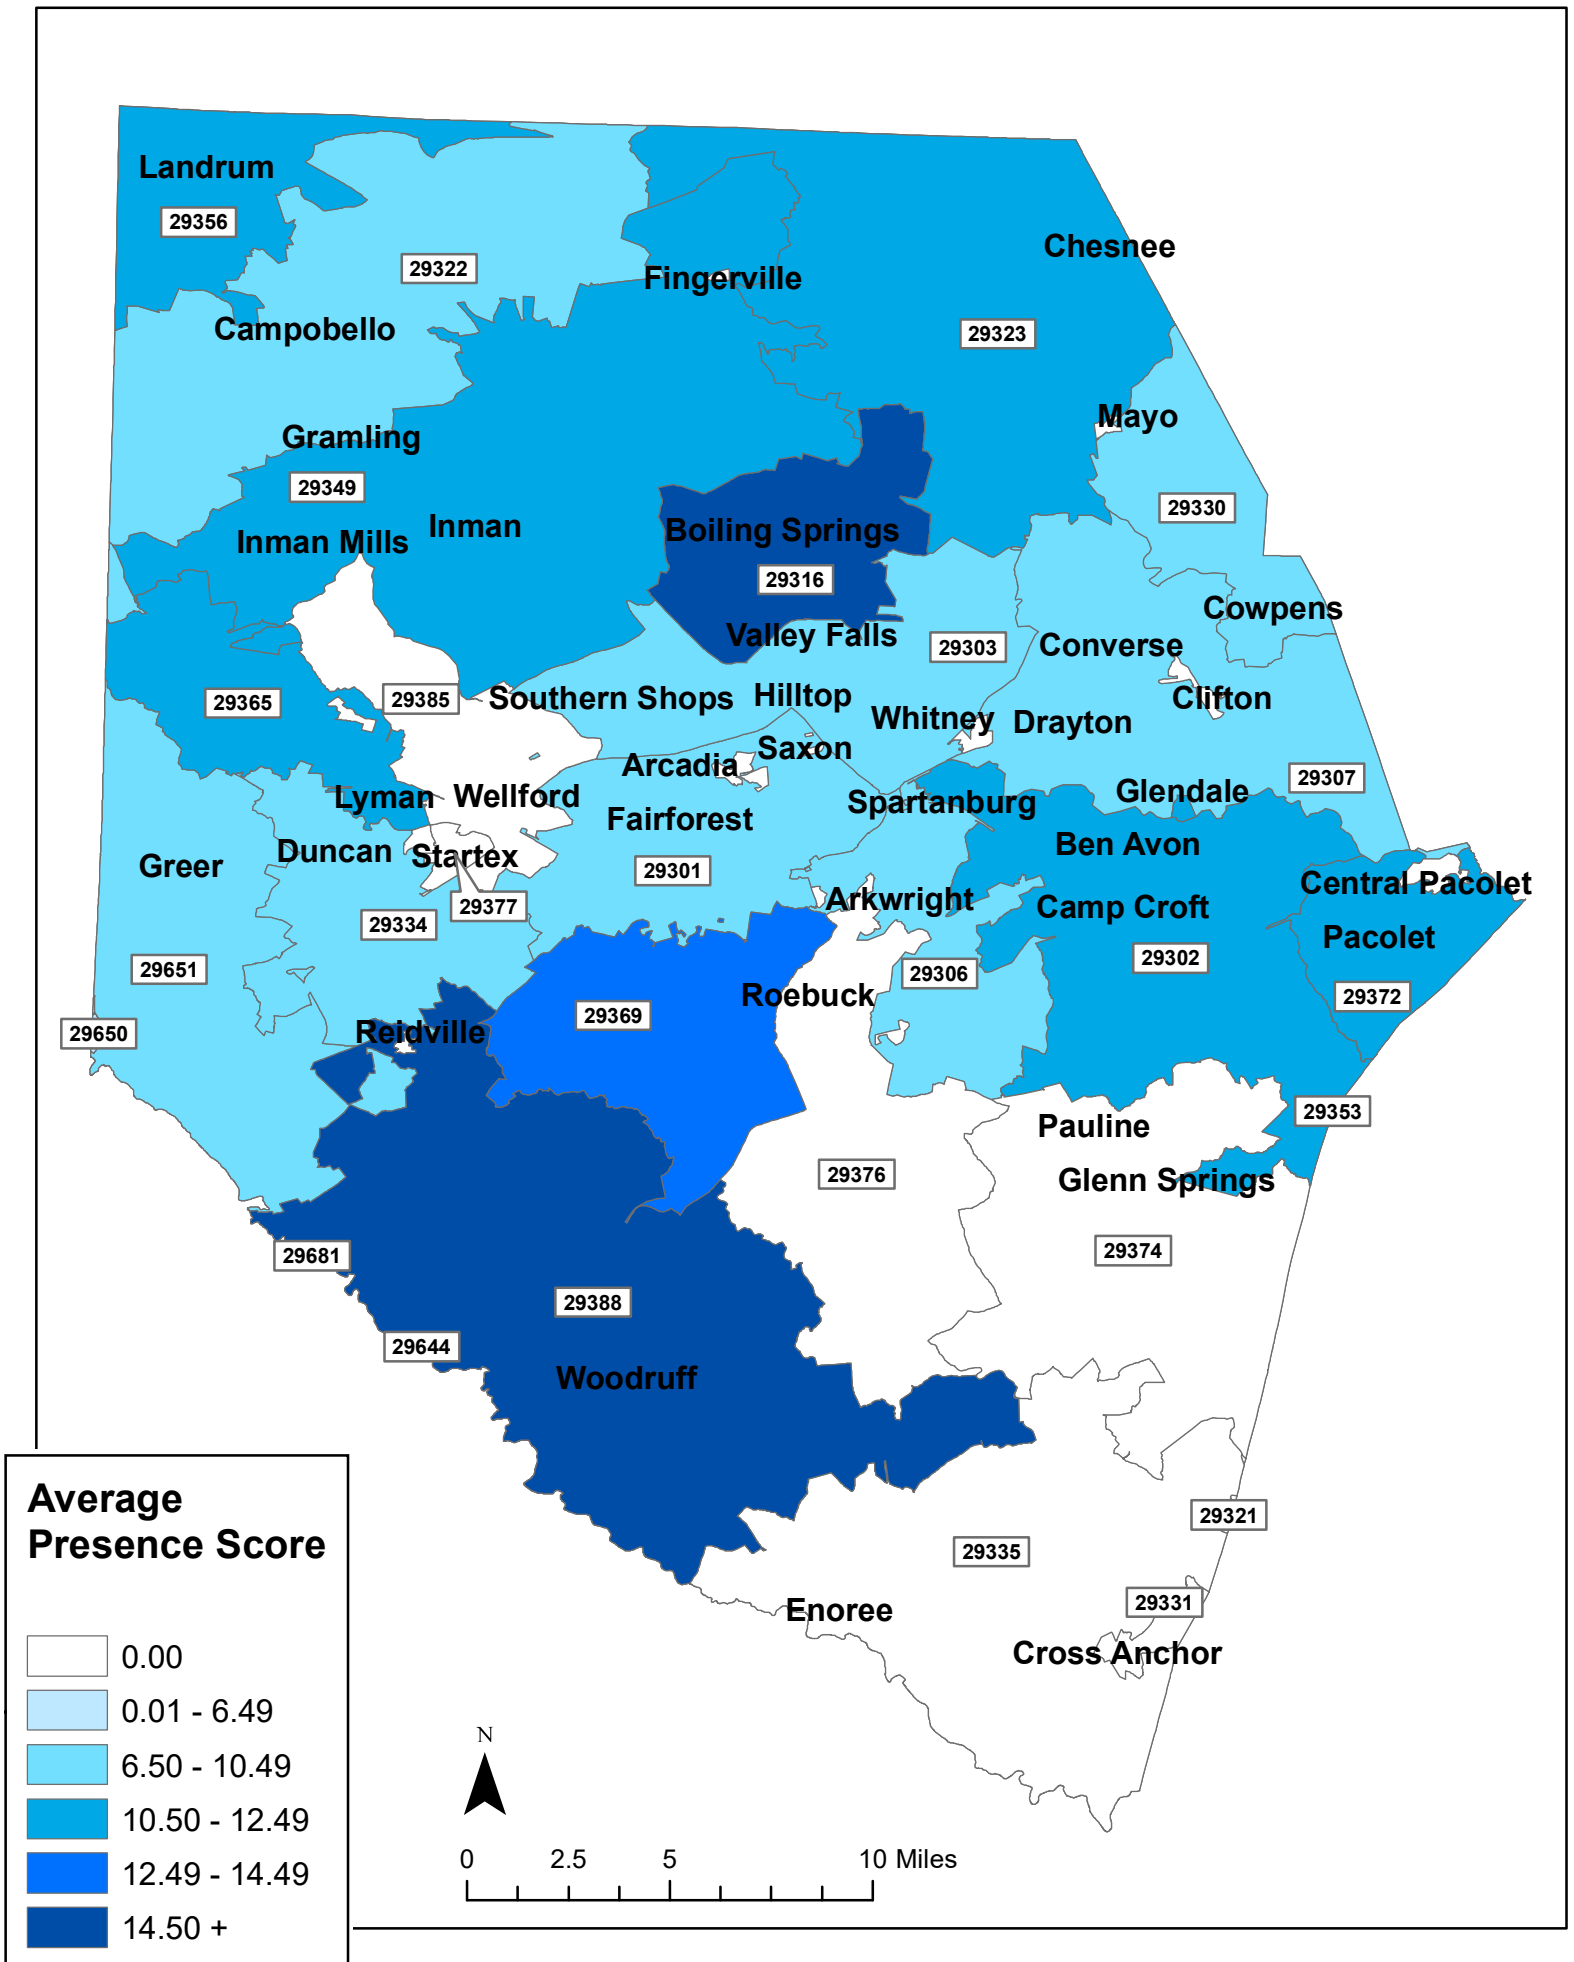 Landrum
29356
29322
Chesnee
Fingerville
Campobello
29323
Mayo
Gramling
29349
29330
Inman
Boiling Springs
Inman Mills
29316
Cowpens
Valley Falls
29303
Converse
29365
29385
Southern Shops
Hilltop
Clifton
Whitney
Drayton
Saxon
Arcadia
29307
Glendale
Lyman
Wellford
Spartanburg
Fairforest
Ben Avon
Duncan
Startex
Greer
29301
Central Pacolet
Arkwright
29377
Camp Croft
29334
Pacolet
29302
29651
29306
Roebuck
29372
29369
29650
Reidville
29353
Pauline
29376
Glenn Springs
29681
29374
29388
29644
Woodruff
29321
29335
29331
Enoree
Cross Anchor
Average
Presence Score
0.00
0.01 - 6.49
6.50 - 10.49
10.50 - 12.49
12.49 - 14.49
14.50 +
N
0 2.5 5 10 Miles